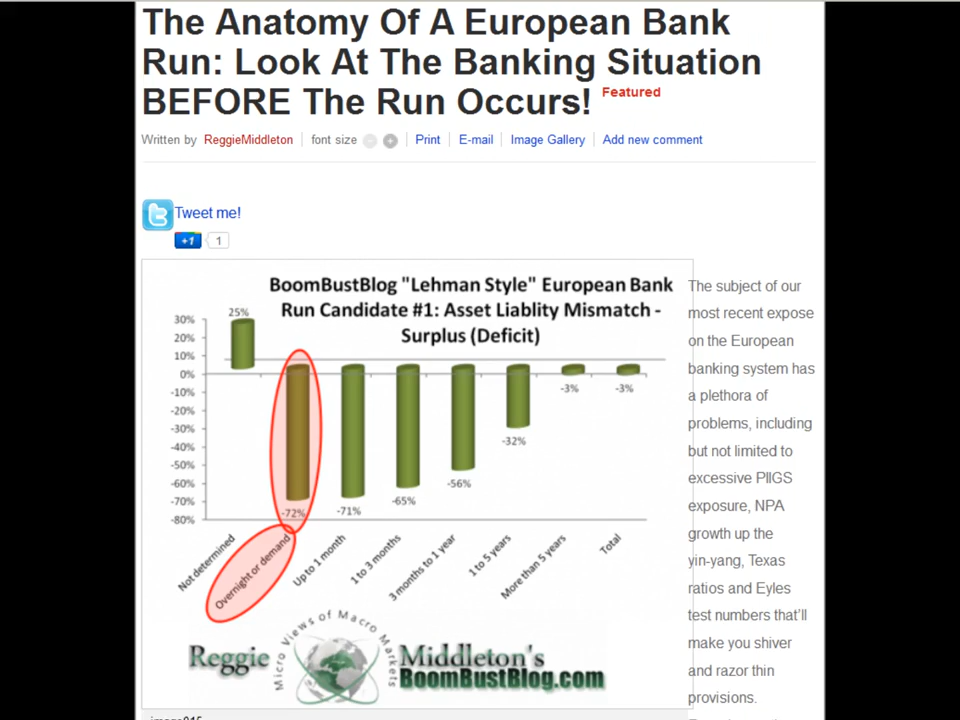 The Anatomy Of A European Bank
Run: Look At The Banking Situation
BEFORE The Run Occurs! Featured
Written by ReggieMiddleton font size Print E-mail Image Gallery Add new comment
Tweet me!
+1 1
BoomBustBlog "Lehman Style" European Bank
Run Candidate #1: Asset Liablity Mismatch -
Surplus (Deficit)
30%
20%
10%
0%
-10%
-20%
-30%
-40%
-50%
-60%
-70%
-80%
25%
-72%
-71%
-65%
-56%
-32%
-3%
-3%
Not determined
Overnight or demand
Up to 1 month
1 to 3 months
3 months to 1 year
1 to 5 years
More than 5 years
Total
Reggie
Micro Views of Macro Markets
Middleton's
BoomBustBlog.com
The subject of our
most recent expose
on the European
banking system has
a plethora of
problems, including
but not limited to
excessive PIIGS
exposure, NPA
growth up the
yin-yang, Texas
ratios and Eyles
test numbers that'll
make you shiver
and razor thin
provisions.